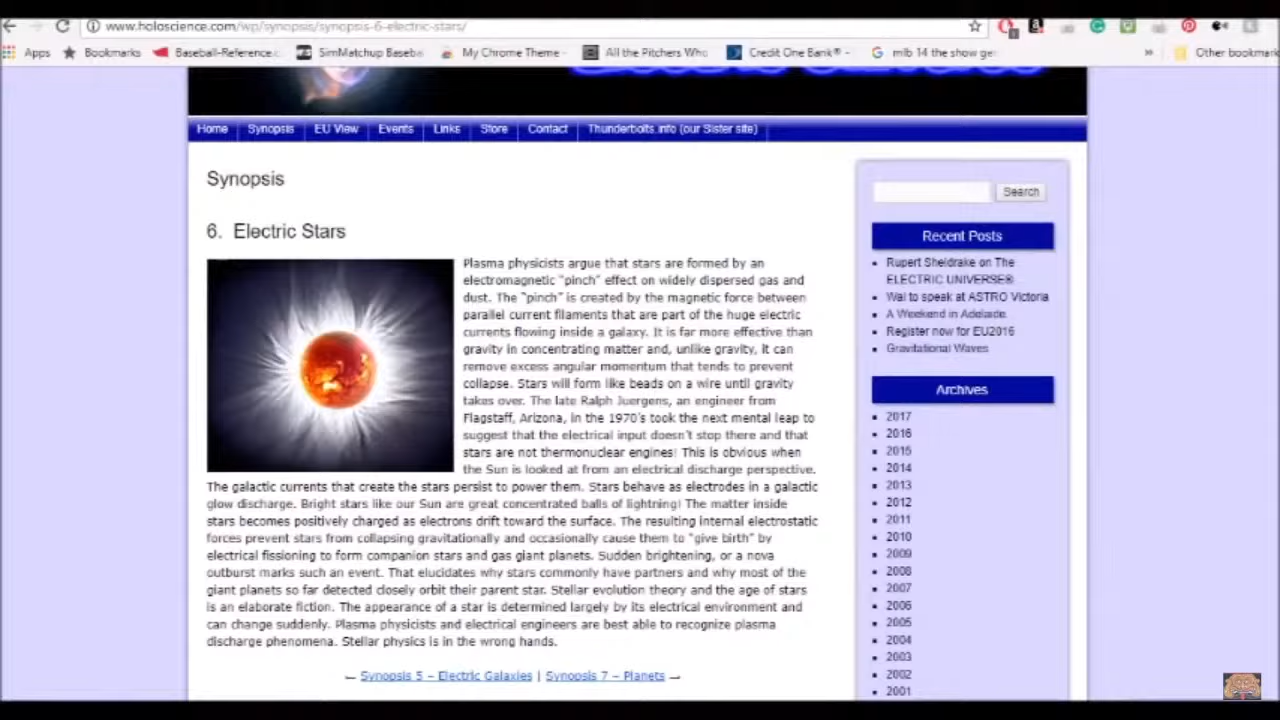 www.holoscience.com/wp/synopsis/synopsis-6-electric-stars/
Apps Bookmarks Baseball-Reference.c SimMatchup Baseba My Chrome Theme - All the Pitchers Who Credit One Bank® - mlb 14 the show ge » Other bookmark
Home Synopsis EU View Events Links Store Contact Thunderbolts.info (our Sister site)
Synopsis
6. Electric Stars
Plasma physicists argue that stars are formed by an
electromagnetic "pinch" effect on widely dispersed gas and
dust. The "pinch" is created by the magnetic force between
parallel current filaments that are part of the huge electric
currents flowing inside a galaxy. It is far more effective than
gravity in concentrating matter and, unlike gravity, it can
remove excess angular momentum that tends to prevent
collapse. Stars will form like beads on a wire until gravity
takes over. The late Ralph Juergens, an engineer from
Flagstaff, Arizona, in the 1970's took the next mental leap to
suggest that the electrical input doesn't stop there and that
stars are not thermonuclear engines! This is obvious when
the Sun is looked at from an electrical discharge perspective.
The galactic currents that create the stars persist to power them. Stars behave as electrodes in a galactic
glow discharge. Bright stars like our Sun are great concentrated balls of lightning! The matter inside
stars becomes positively charged as electrons drift toward the surface. The resulting internal electrostatic
forces prevent stars from collapsing gravitationally and occasionally cause them to "give birth" by
electrical fissioning to form companion stars and gas giant planets. Sudden brightening, or a nova
outburst marks such an event. That elucidates why stars commonly have partners and why most of the
giant planets so far detected closely orbit their parent star. Stellar evolution theory and the age of stars
is an elaborate fiction. The appearance of a star is determined largely by its electrical environment and
can change suddenly. Plasma physicists and electrical engineers are best able to recognize plasma
discharge phenomena. Stellar physics is in the wrong hands.
Synopsis 5 – Electric Galaxies | Synopsis 7 – Planets
Search
Recent Posts
Rupert Sheldrake on The
ELECTRIC UNIVERSE®
Wal to speak at ASTRO Victoria
A Weekend in Adelaide
Register now for EU2016
Gravitational Waves
Archives
2017
2016
2015
2014
2013
2012
2011
2010
2009
2008
2007
2006
2005
2004
2003
2002
2001